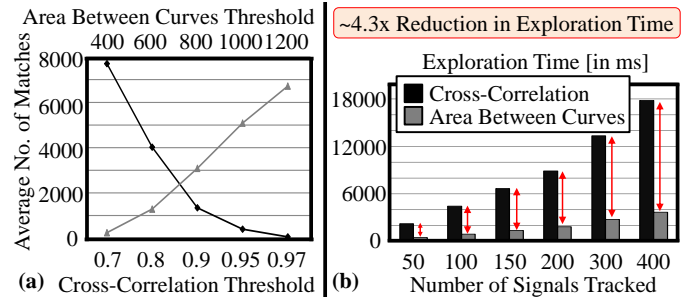 Area Between Curves Threshold
400 600 800 1000 1200
Average No. of Matches
8000
6000
4000
2000
0
0.7 0.8 0.9 0.95 0.97
(a) Cross-Correlation Threshold
~4.3x Reduction in Exploration Time
Exploration Time [in ms]
Cross-Correlation
Area Between Curves
18000
12000
6000
0
50 100 150 200 300 400
(b) Number of Signals Tracked